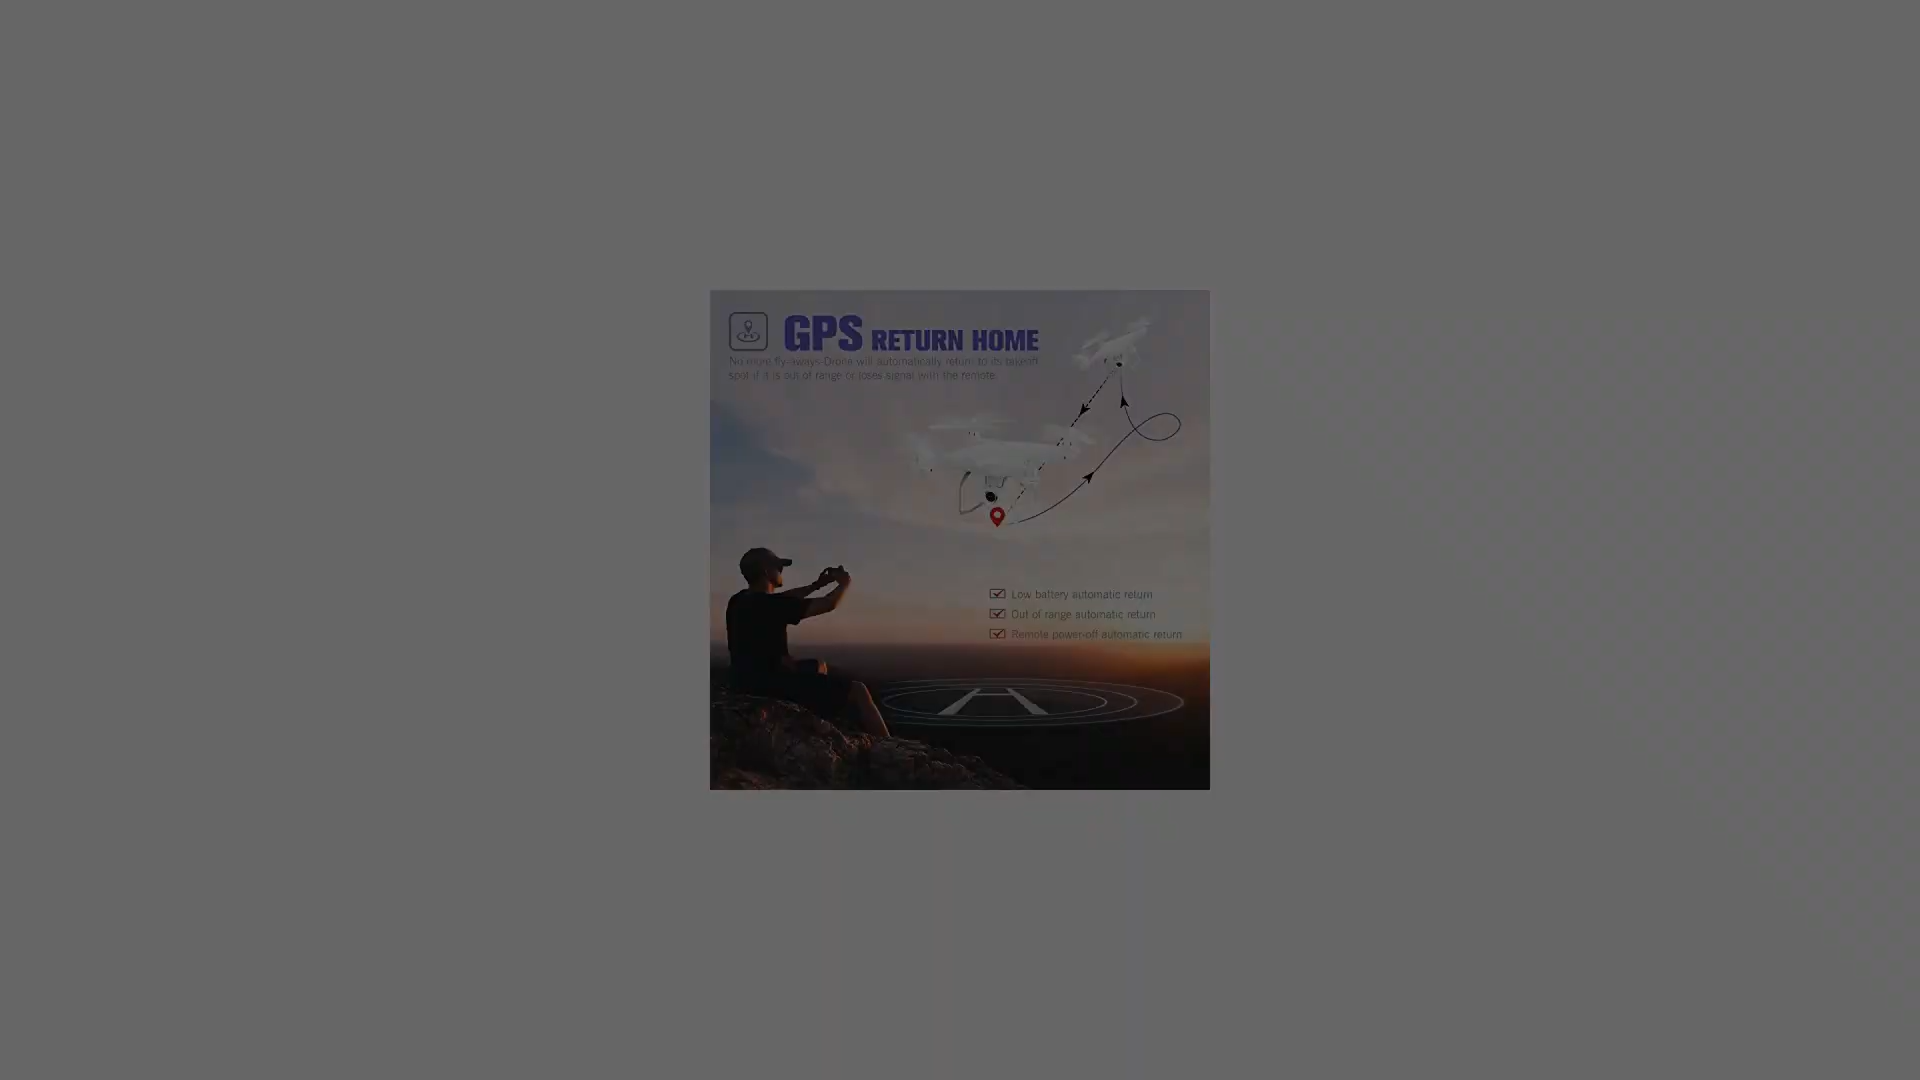 GPS RETURN HOME
No more fly-aways Drone will automatically return to its takeoff
spot if it is out of range or loses signal with the remote.
Low battery automatic return
Out of range automatic return
Remote power-off automatic return